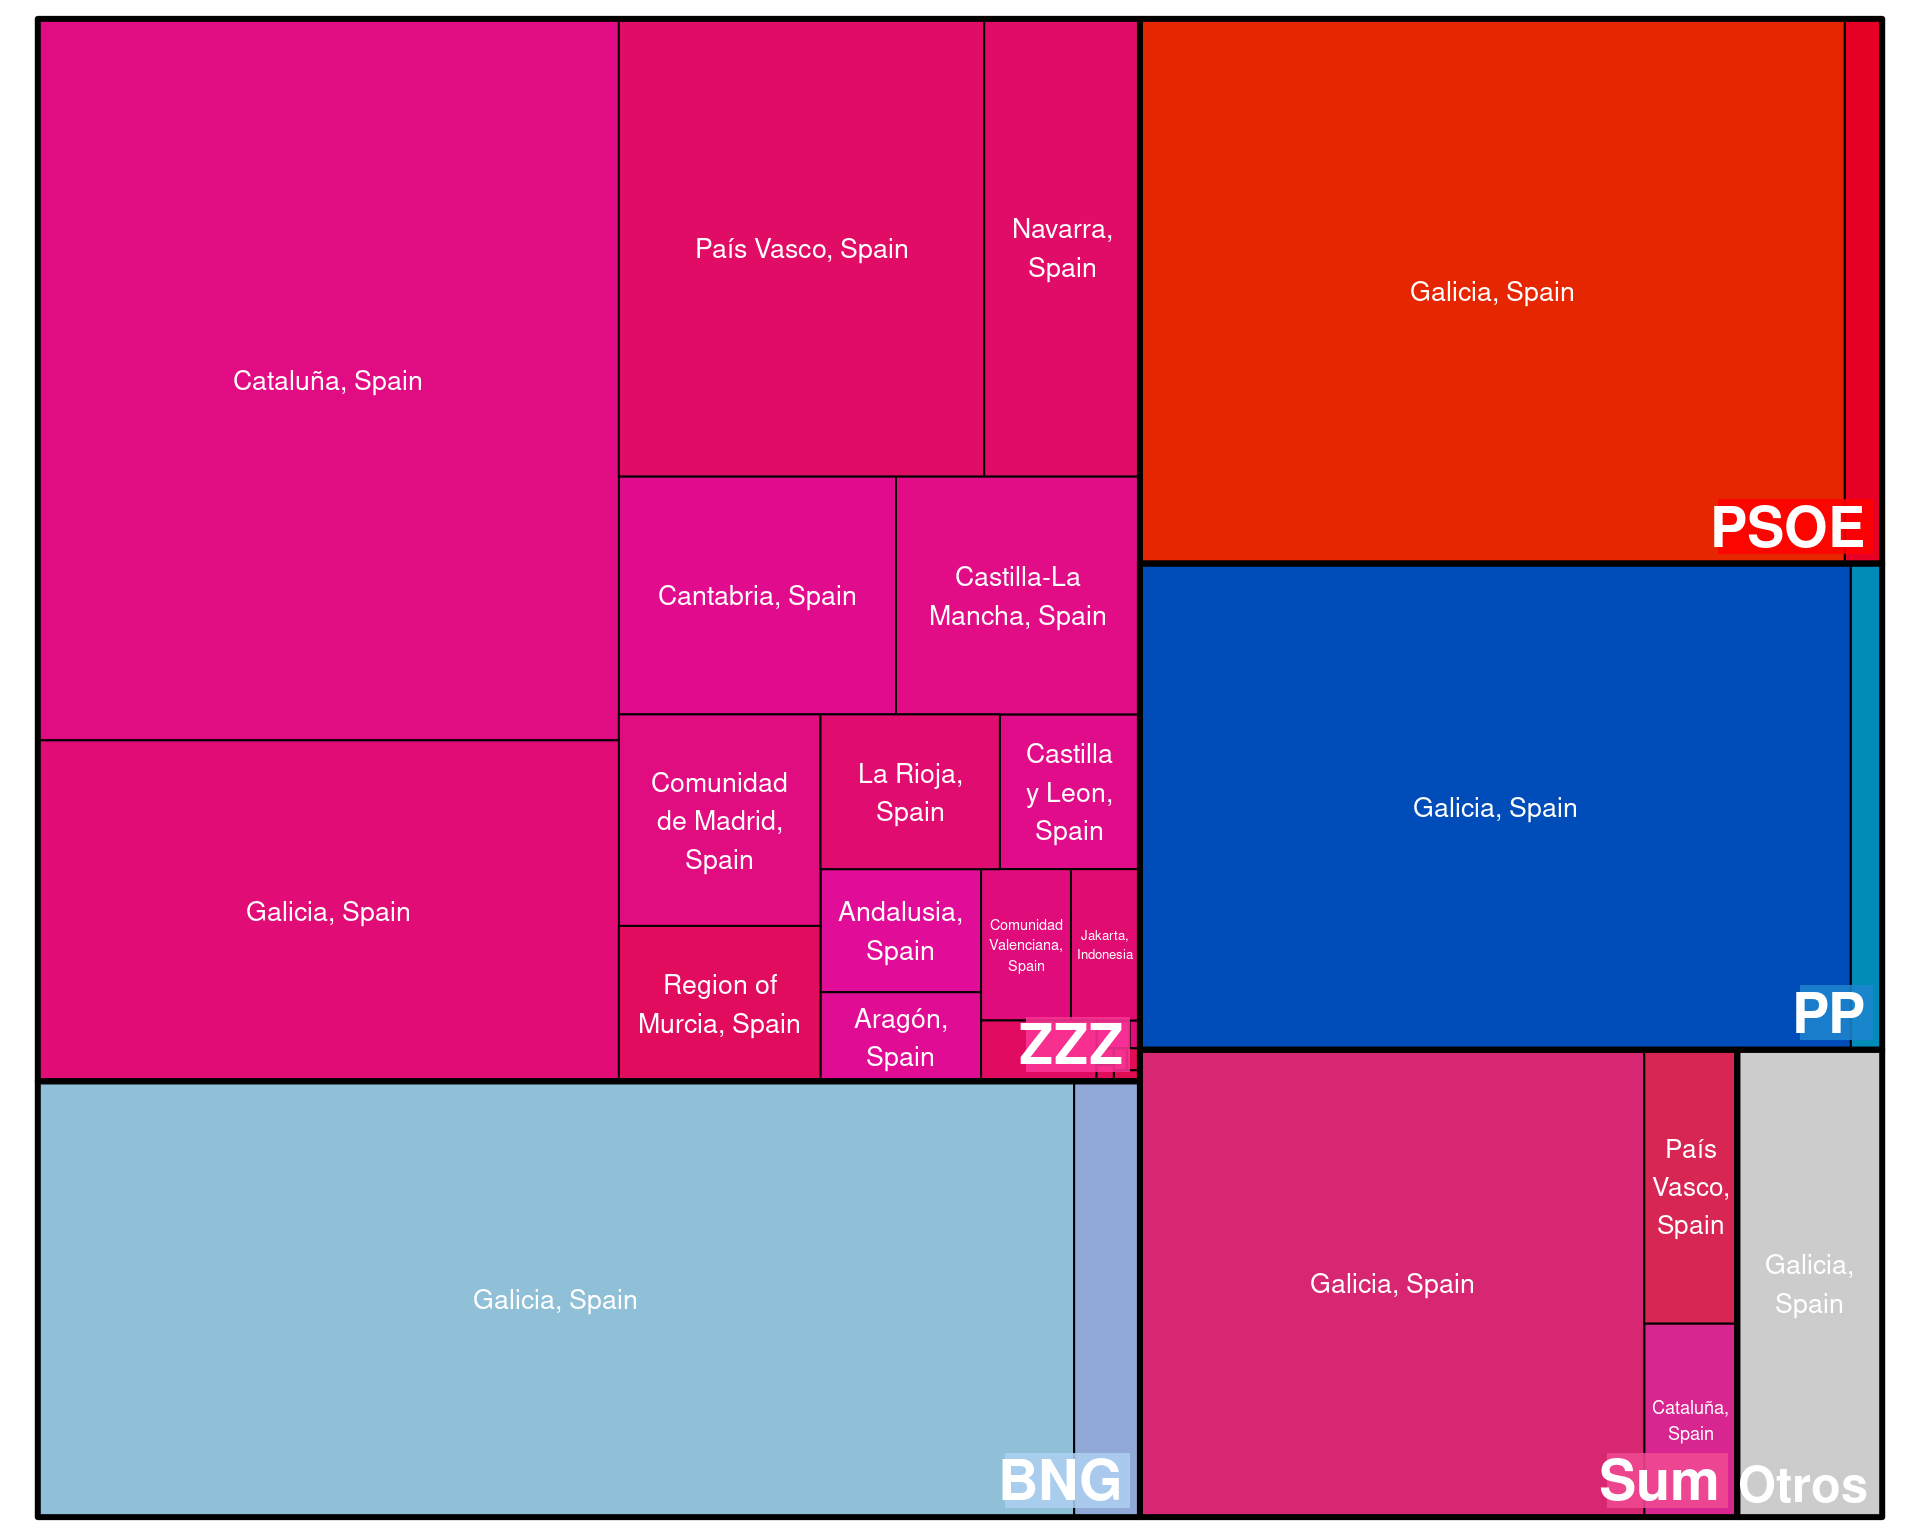 Cataluña, Spain
País Vasco, Spain
Navarra,
Spain
Cantabria, Spain
Castilla-La
Mancha, Spain
Galicia, Spain
Comunidad
de Madrid,
Spain
La Rioja,
Spain
Castilla
y Leon,
Spain
Region of
Murcia, Spain
Andalusia,
Spain
Aragón,
Spain
Comunidad
Valenciana,
Spain
Jakarta,
Indonesia
ZZZ
Galicia, Spain
BNG
Galicia, Spain
PSOE
Galicia, Spain
PP
Galicia, Spain
País
Vasco,
Spain
Cataluña,
Spain
Sum
Galicia,
Spain
Otros